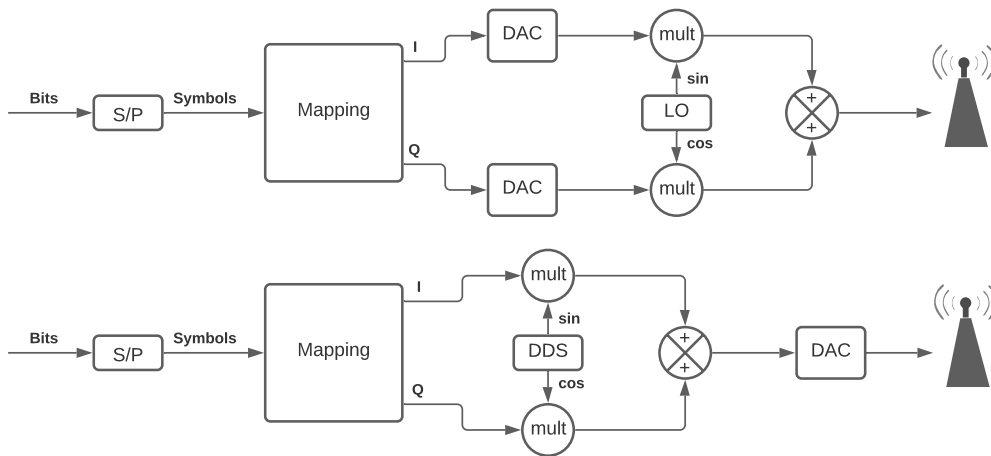 I
DAC
mult
Bits
S/P
Symbols
Mapping
sin
LO
cos
+
+
Q
DAC
mult
I
mult
Bits
S/P
Symbols
Mapping
sin
DDS
cos
+
+
DAC
Q
mult